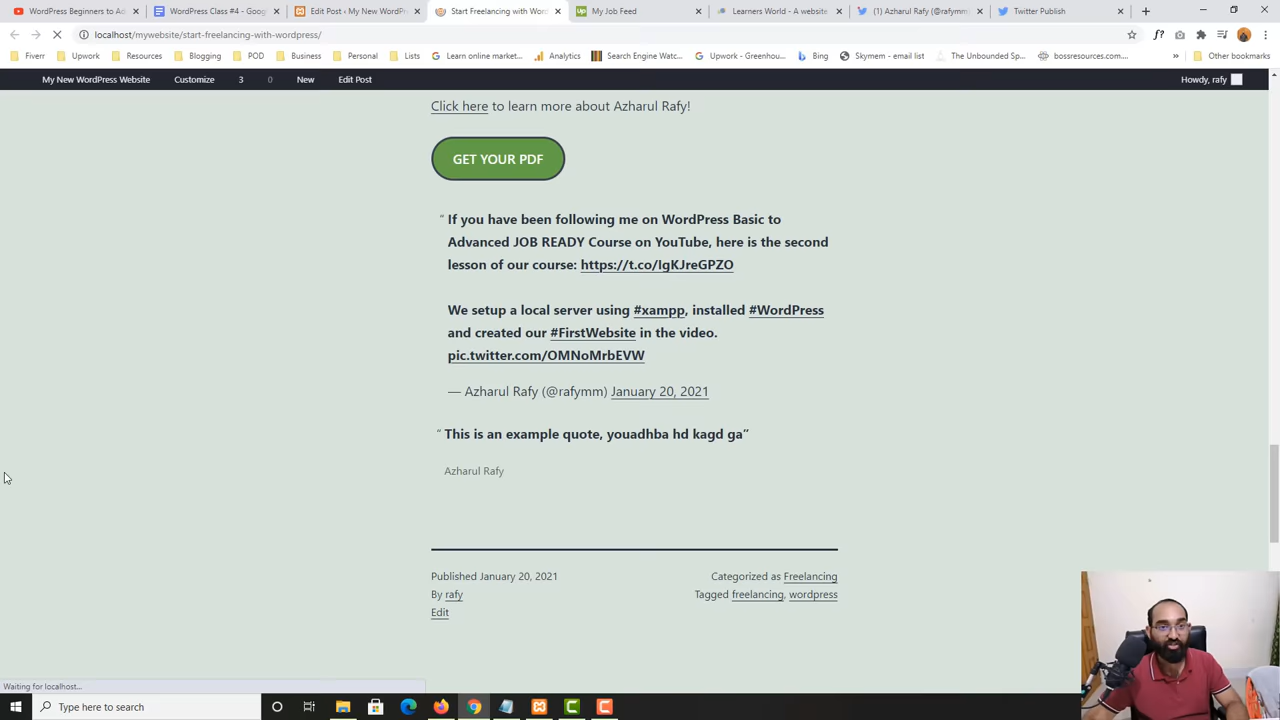 WordPress Beginners to Ad
WordPress Class #4 - Goog
Edit Post ‹ My New WordPr
Start Freelancing with Word
My Job Feed
Learners World - A website
(1) Azharul Rafy (@rafymm)
Twitter Publish
localhost/mywebsite/start-freelancing-with-wordpress/
Fiverr
Upwork
Resources
Blogging
POD
Business
Personal
Lists
Learn online market...
Analytics
Search Engine Watc...
Upwork - Greenhou...
Bing
Skymem - email list
The Unbounded Sp...
bossresources.com...
»
Other bookmarks
My New WordPress Website
Customize
3
0
New
Edit Post
Howdy, rafy
Click here to learn more about Azharul Rafy!
GET YOUR PDF
“ If you have been following me on WordPress Basic to
Advanced JOB READY Course on YouTube, here is the second
lesson of our course: https://t.co/IgKJreGPZO
We setup a local server using #xampp, installed #WordPress
and created our #FirstWebsite in the video.
pic.twitter.com/OMNoMrbEVW
— Azharul Rafy (@rafymm) January 20, 2021
“ This is an example quote, youadhba hd kagd ga”
Azharul Rafy
Published January 20, 2021
By rafy
Edit
Categorized as Freelancing
Tagged freelancing, wordpress
Waiting for localhost...
Type here to search